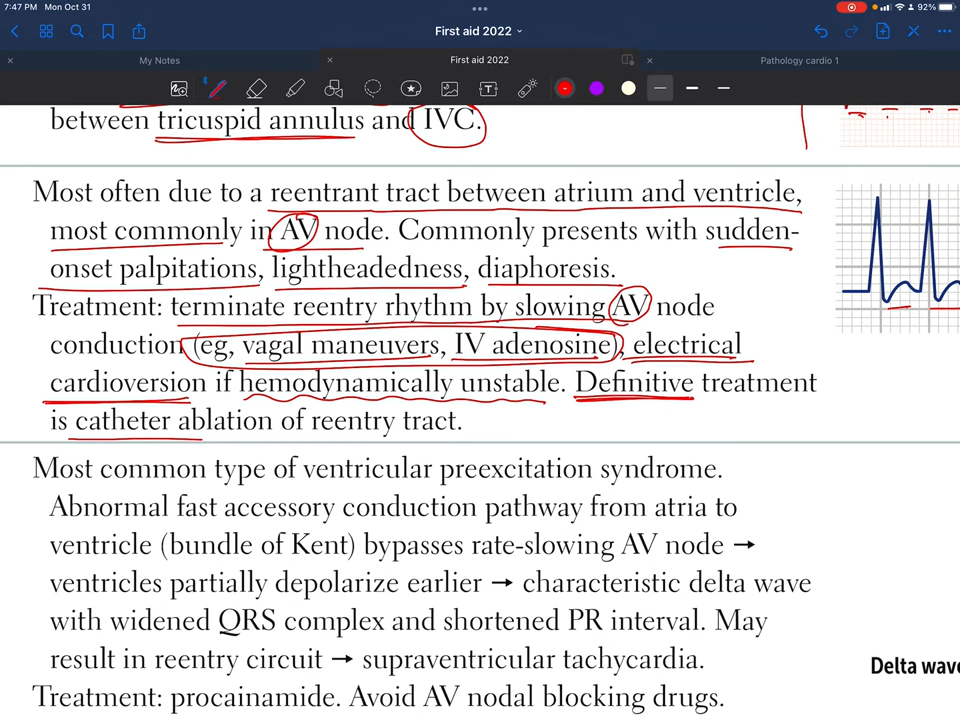 7:47 PM Mon Oct 31
92%
First aid 2022
My Notes
First aid 2022
Pathology cardio 1
between tricuspid annulus and IVC.
Most often due to a reentrant tract between atrium and ventricle,
most commonly in AV node. Commonly presents with sudden-
onset palpitations, lightheadedness, diaphoresis.
Treatment: terminate reentry rhythm by slowing AV node
conduction (eg, vagal maneuvers, IV adenosine), electrical
cardioversion if hemodynamically unstable. Definitive treatment
is catheter ablation of reentry tract.
Most common type of ventricular preexcitation syndrome.
Abnormal fast accessory conduction pathway from atria to
ventricle (bundle of Kent) bypasses rate-slowing AV node →
ventricles partially depolarize earlier → characteristic delta wave
with widened QRS complex and shortened PR interval. May
result in reentry circuit → supraventricular tachycardia.
Delta wave
Treatment: procainamide. Avoid AV nodal blocking drugs.